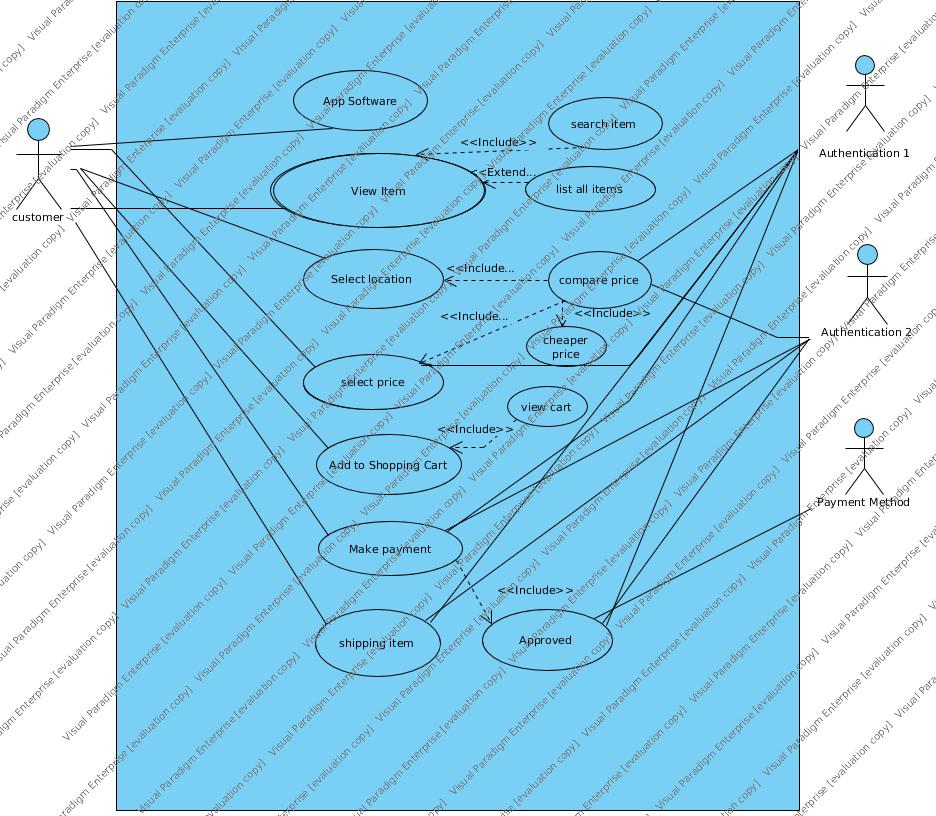 App Software
search item
<<Include>>
Authentication 1
<<Extend...
View Item
list all items
customer
<<Include...
Select location
compare price
<<Include...
<<Include>>
Authentication 2
cheaper
price
select price
view cart
<<Include>>
Add to Shopping Cart
Payment Method
Make payment
<<Include>>
shipping item
Approved
Visual Paradigm Enterprise [evaluation copy]